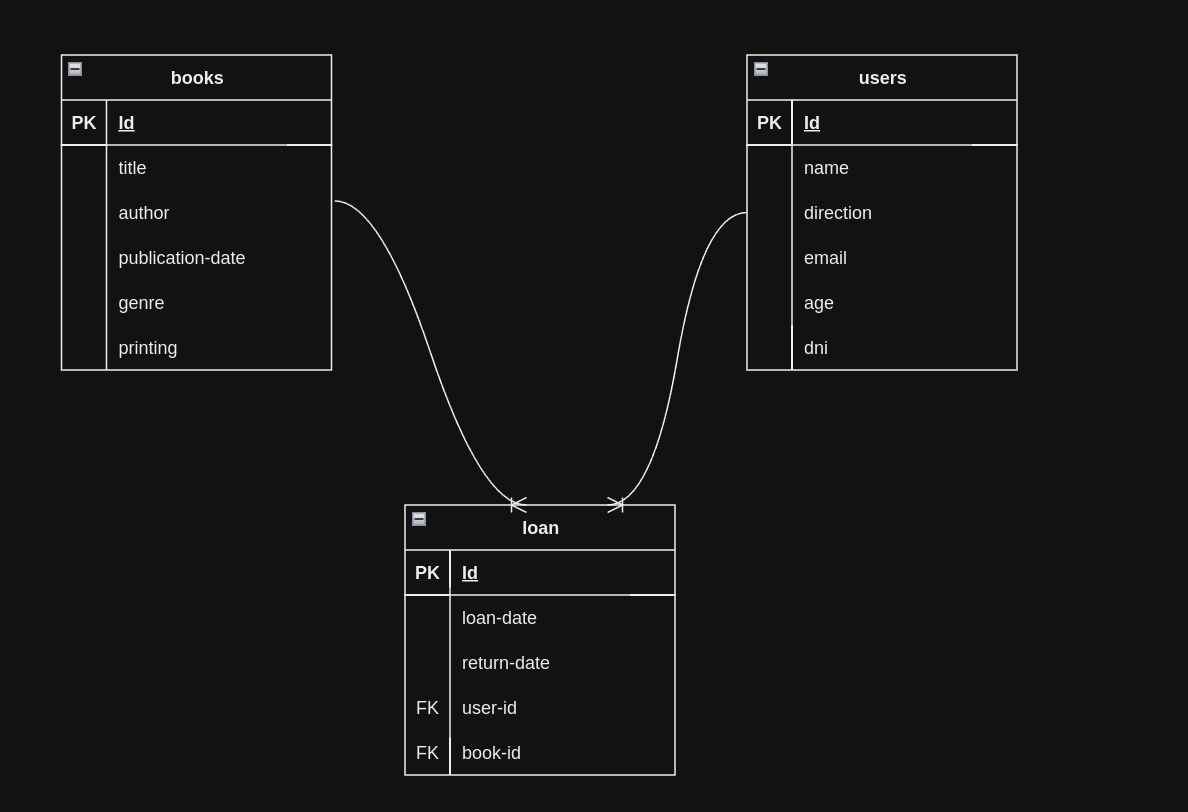 books
PK Id
title
author
publication-date
genre
printing
users
PK Id
name
direction
email
age
dni
loan
PK Id
loan-date
return-date
FK user-id
FK book-id